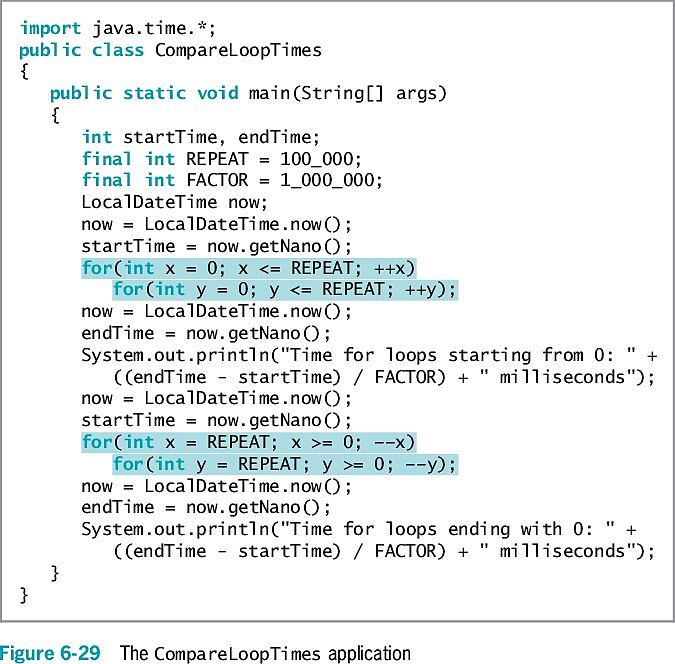 import java.time.*;
public class CompareLoopTimes
{
   public static void main(String[] args)
   {
      int startTime, endTime;
      final int REPEAT = 100_000;
      final int FACTOR = 1_000_000;
      LocalDateTime now;
      now = LocalDateTime.now();
      startTime = now.getNano();
      for(int x = 0; x <= REPEAT; ++x)
         for(int y = 0; y <= REPEAT; ++y);
      now = LocalDateTime.now();
      endTime = now.getNano();
      System.out.println("Time for loops starting from 0: " +
         ((endTime - startTime) / FACTOR) + " milliseconds");
      now = LocalDateTime.now();
      startTime = now.getNano();
      for(int x = REPEAT; x >= 0; --x)
         for(int y = REPEAT; y >= 0; --y);
      now = LocalDateTime.now();
      endTime = now.getNano();
      System.out.println("Time for loops ending with 0: " +
         ((endTime - startTime) / FACTOR) + " milliseconds");
   }
}
Figure 6-29 The CompareLoopTimes application